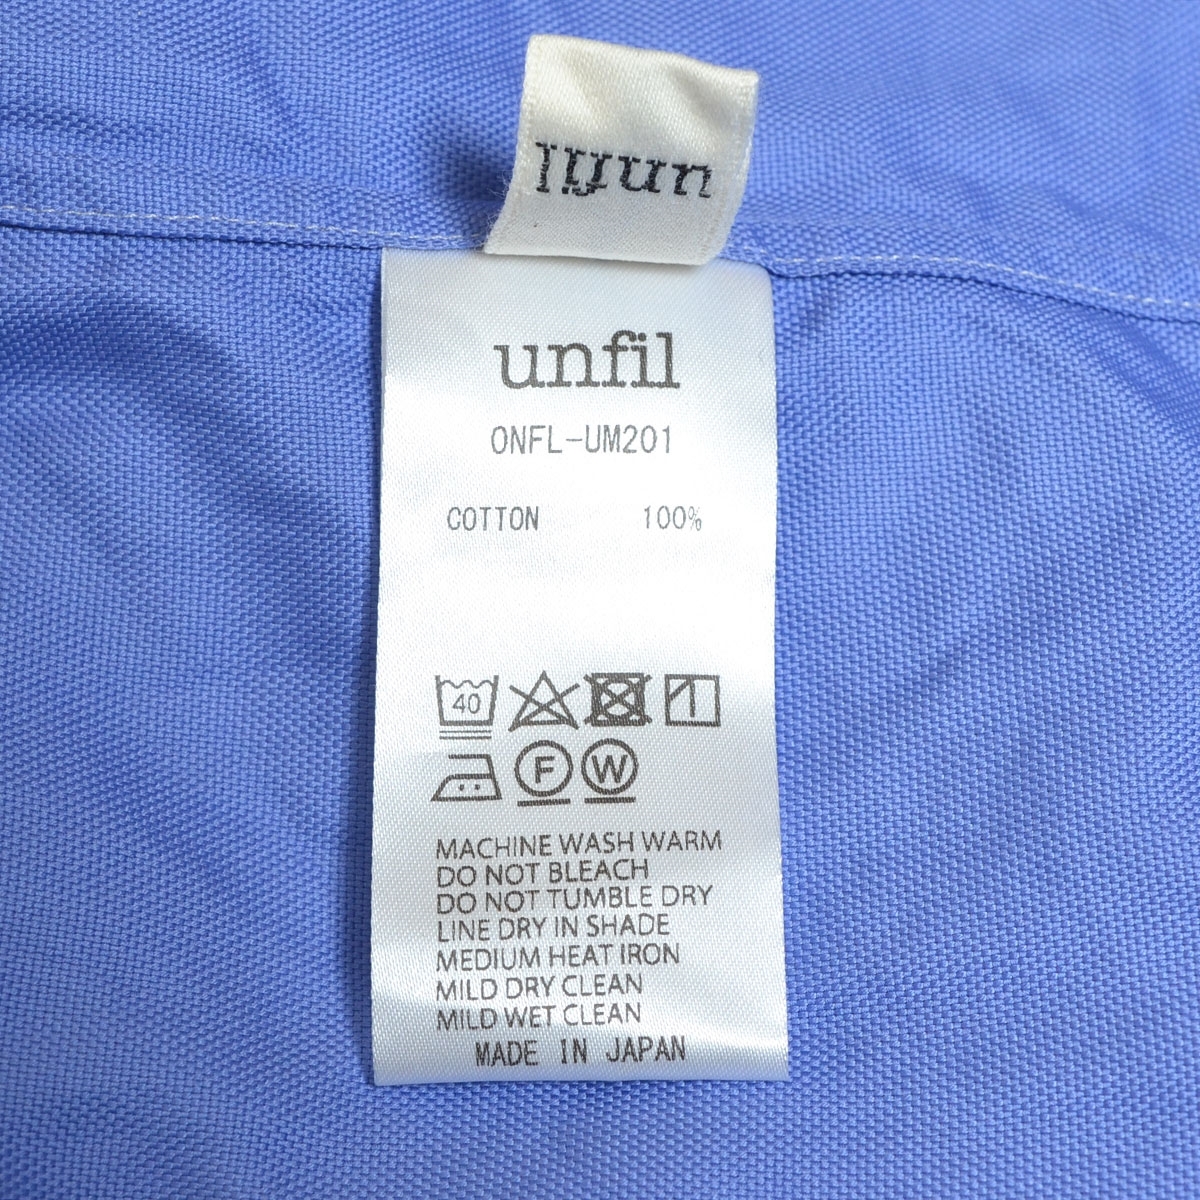 unfil
unfil
ONFL-UM201
COTTON 100%
40
F W
MACHINE WASH WARM
DO NOT BLEACH
DO NOT TUMBLE DRY
LINE DRY IN SHADE
MEDIUM HEAT IRON
MILD DRY CLEAN
MILD WET CLEAN
MADE IN JAPAN